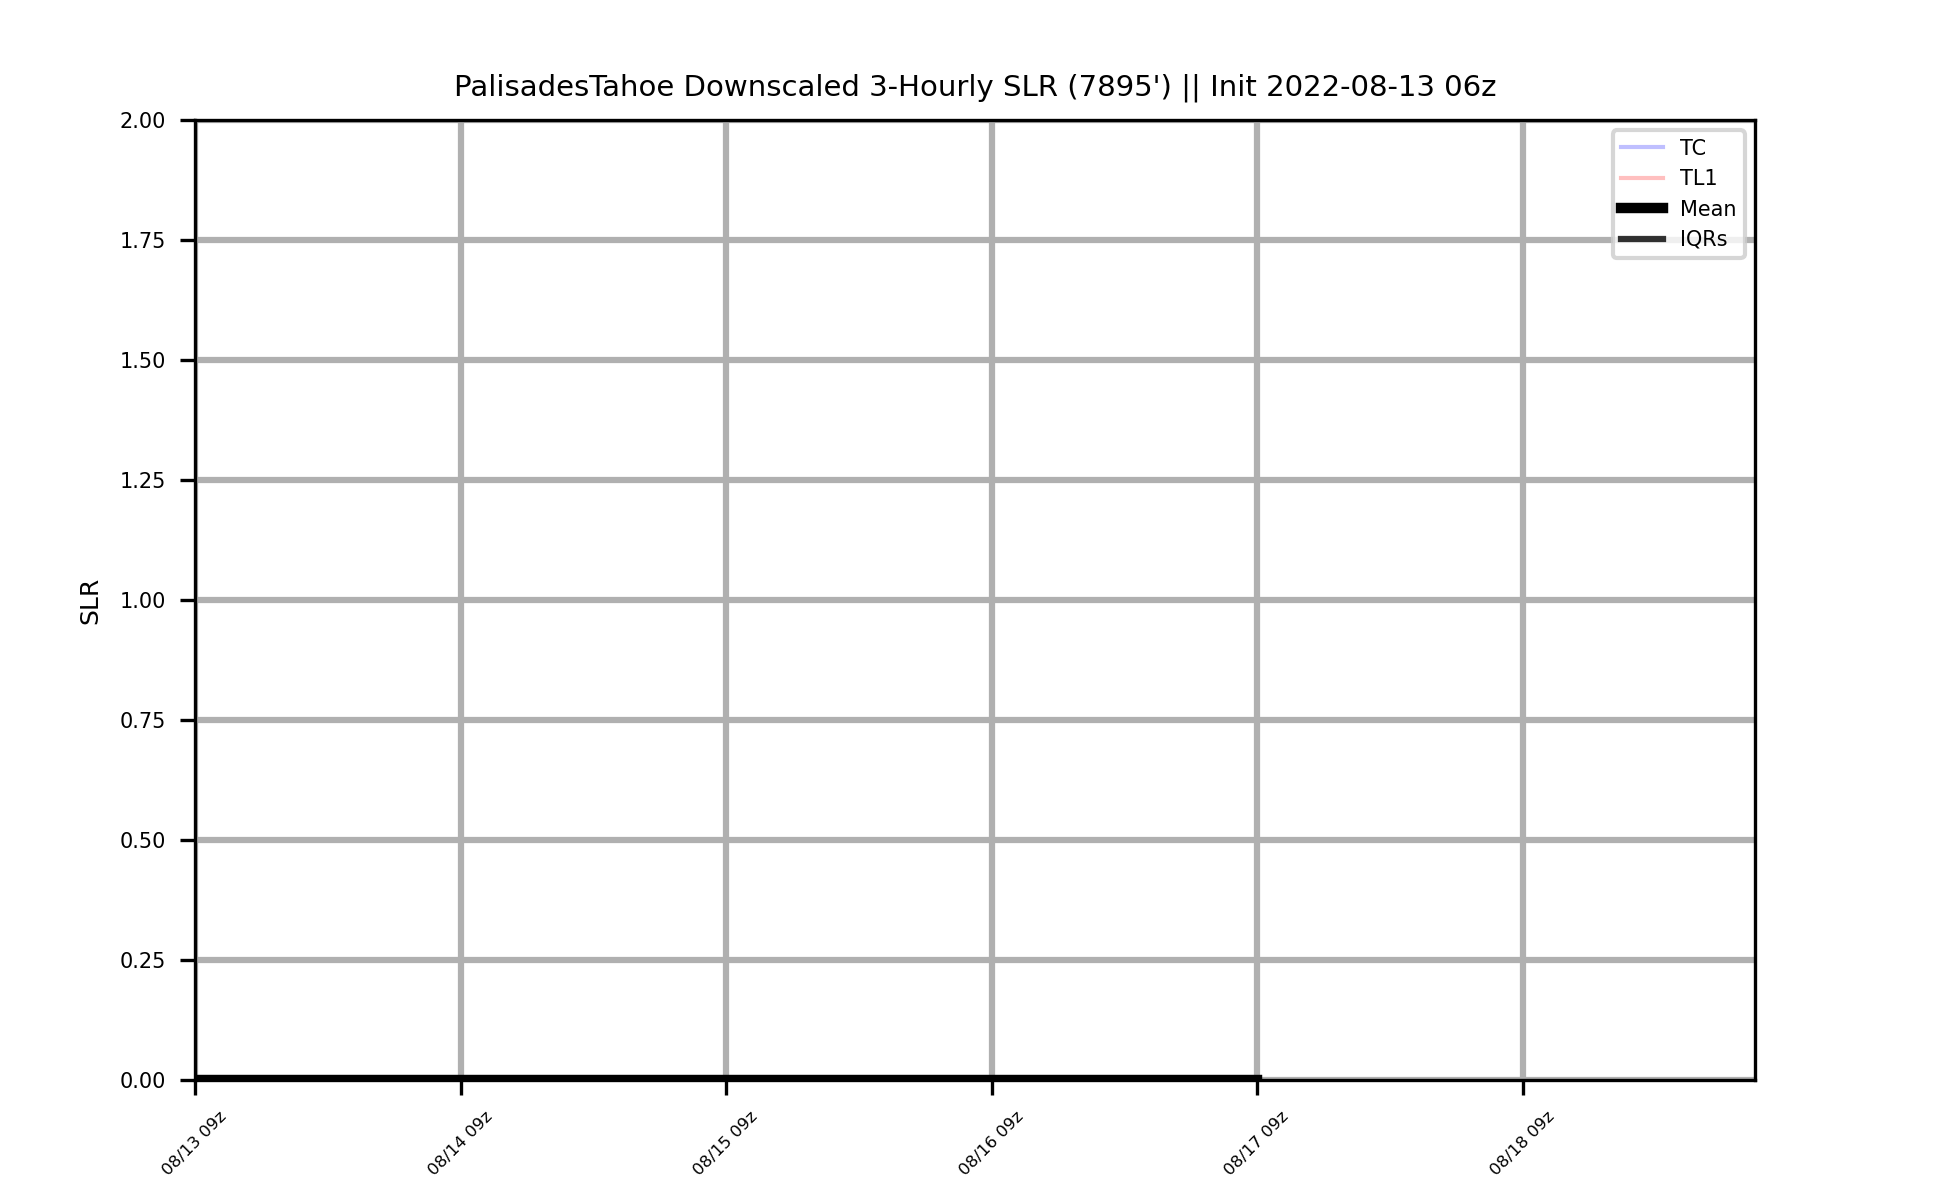 PalisadesTahoe Downscaled 3-Hourly SLR (7895') || Init 2022-08-13 06z
2.00
1.75
1.50
1.25
1.00
0.75
0.50
0.25
0.00
SLR
TC
TL1
Mean
IQRs
08/13 09z
08/14 09z
08/15 09z
08/16 09z
08/17 09z
08/18 09z